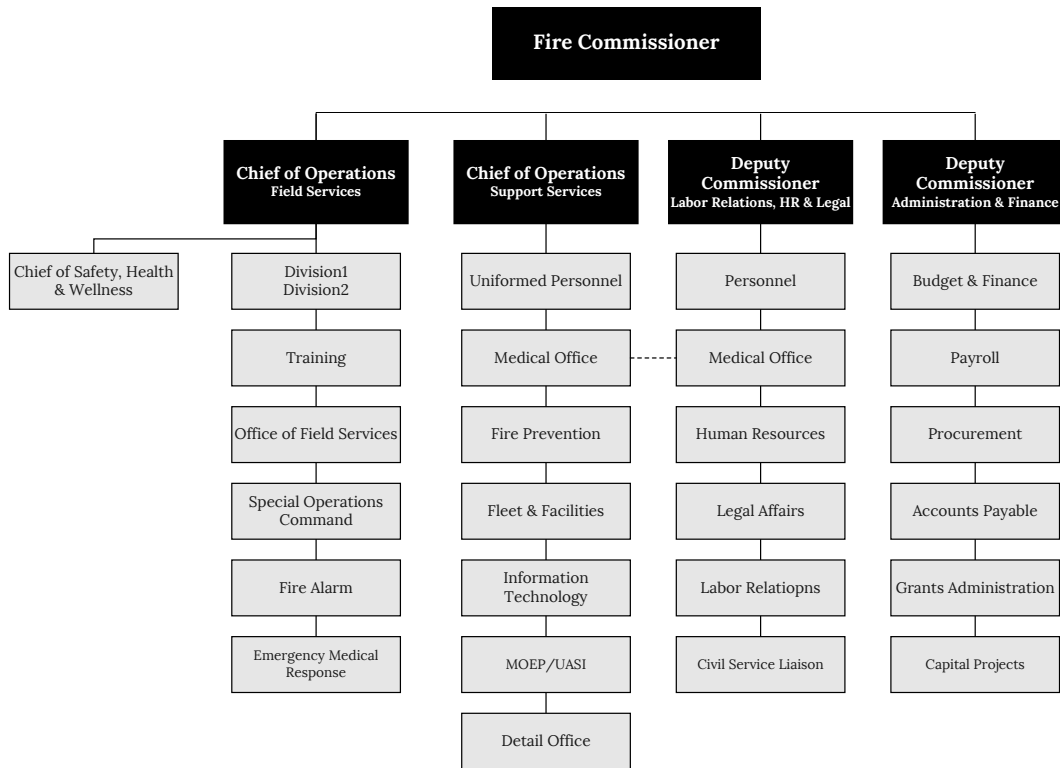 Fire Commissioner
Chief of Operations
Field Services
Chief of Operations
Support Services
Deputy
Commissioner
Labor Relations, HR & Legal
Deputy
Commissioner
Administration & Finance
Chief of Safety, Health
& Wellness
Division1
Division2
Training
Office of Field Services
Special Operations
Command
Fire Alarm
Emergency Medical
Response
Uniformed Personnel
Medical Office
Fire Prevention
Fleet & Facilities
Information
Technology
MOEP/UASI
Detail Office
Personnel
Medical Office
Human Resources
Legal Affairs
Labor Relatiopns
Civil Service Liaison
Budget & Finance
Payroll
Procurement
Accounts Payable
Grants Administration
Capital Projects